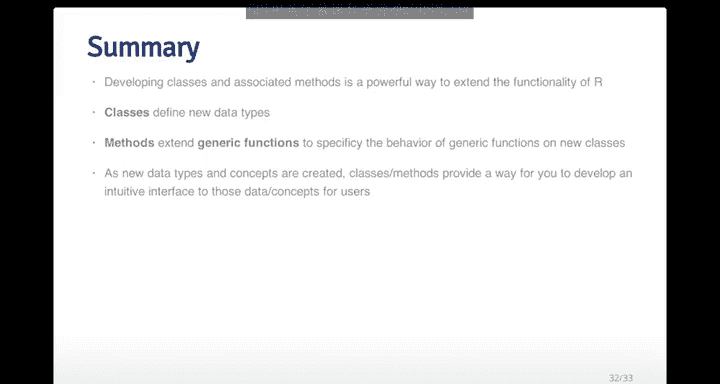 Summary
· Developing classes and associated methods is a powerful way to extend the functionality of R
· Classes define new data types
· Methods extend generic functions to specificy the behavior of generic functions on new classes
· As new data types and concepts are created, classes/methods provide a way for you to develop an
intuitive interface to those data/concepts for users
32/33